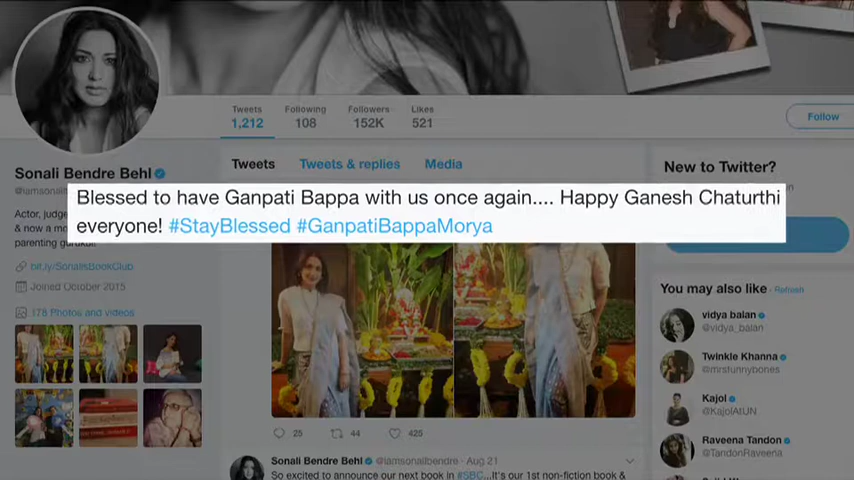 Tweets Following Followers Likes
1,212 108 152K 521
Follow
Sonali Bendre Behl
Tweets Tweets & replies Media
New to Twitter?
Blessed to have Ganpati Bappa with us once again.... Happy Ganesh Chaturthi
everyone! #StayBlessed #GanpatiBappaMorya
Actor, judge
& now a mo
parenting guruku!!
bit.ly/SonalisBookClub
Joined October 2015
178 Photos and videos
25 44 425
You may also like · Refresh
vidya balan
@vidya_balan
Twinkle Khanna
@mrsfunnybones
Kajol
@KajolAtUN
Raveena Tandon
@TandonRaveena
Sonali Bendre Behl @iamsonalibendre · Aug 21
So excited to announce our next book in #SBC...It's our 1st non-fiction book &